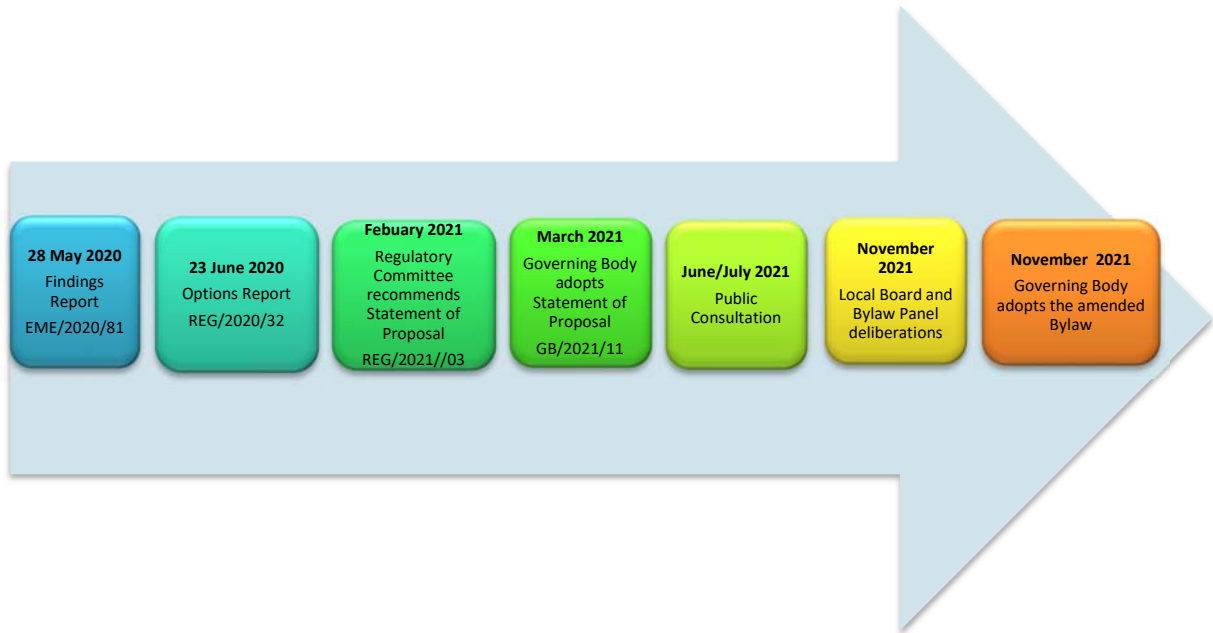 28 May 2020
Findings
Report
EME/2020/81
23 June 2020
Options Report
REG/2020/32
Febuary 2021
Regulatory
Committee
recommends
Statement of
Proposal
REG/2021//03
March 2021
Governing Body
adopts
Statement of
Proposal
GB/2021/11
June/July 2021
Public
Consultation
November
2021
Local Board and
Bylaw Panel
deliberations
November  2021
Governing Body
adopts the amended
Bylaw